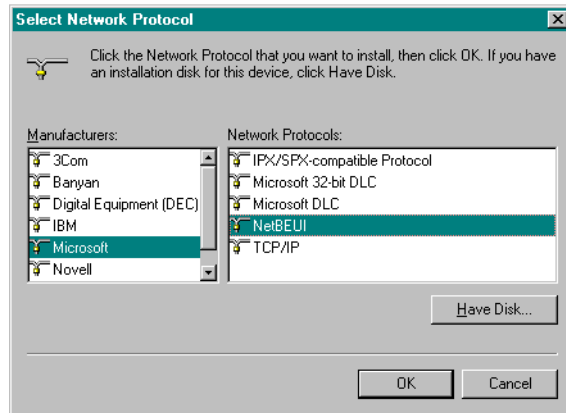 Select Network Protocol
Click the Network Protocol that you want to install, then click OK. If you have
an installation disk for this device, click Have Disk.
Manufacturers:
3Com
Banyan
Digital Equipment (DEC)
IBM
Microsoft
Novell
Network Protocols:
IPX/SPX-compatible Protocol
Microsoft 32-bit DLC
Microsoft DLC
NetBEUI
TCP/IP
Have Disk...
OK
Cancel